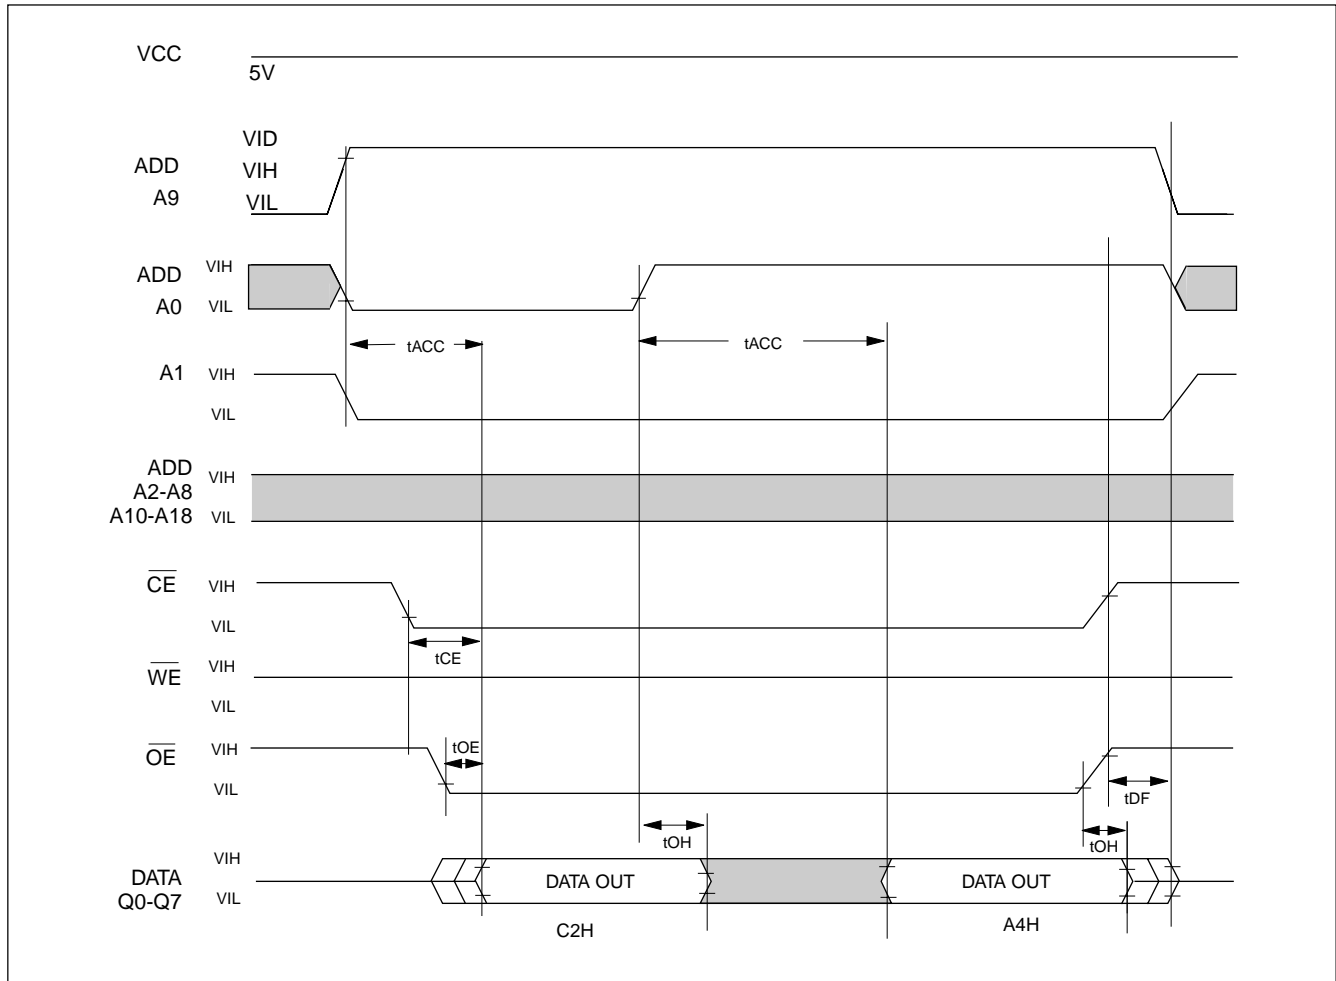 VCC
5V
VID
ADD
VIH
A9
VIL
ADD
VIH
A0
VIL
tACC
tACC
A1
VIH
VIL
ADD
VIH
A2-A8
A10-A18
VIL
CE
VIH
VIL
tCE
WE
VIH
VIL
OE
VIH
tOE
VIL
tDF
tOH
tOH
DATA
VIH
Q0-Q7
VIL
DATA OUT
DATA OUT
C2H
A4H